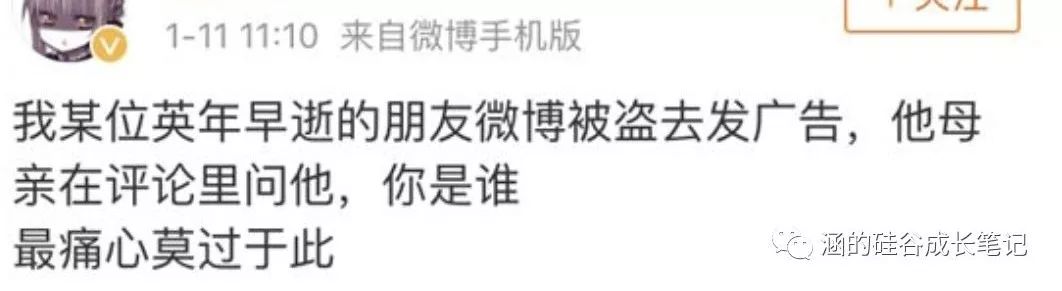 1-11 11:10 来自微博手机版
我某位英年早逝的朋友微博被盗去发广告，他母
亲在评论里问他，你是谁
最痛心莫过于此
涵的硅谷成长笔记